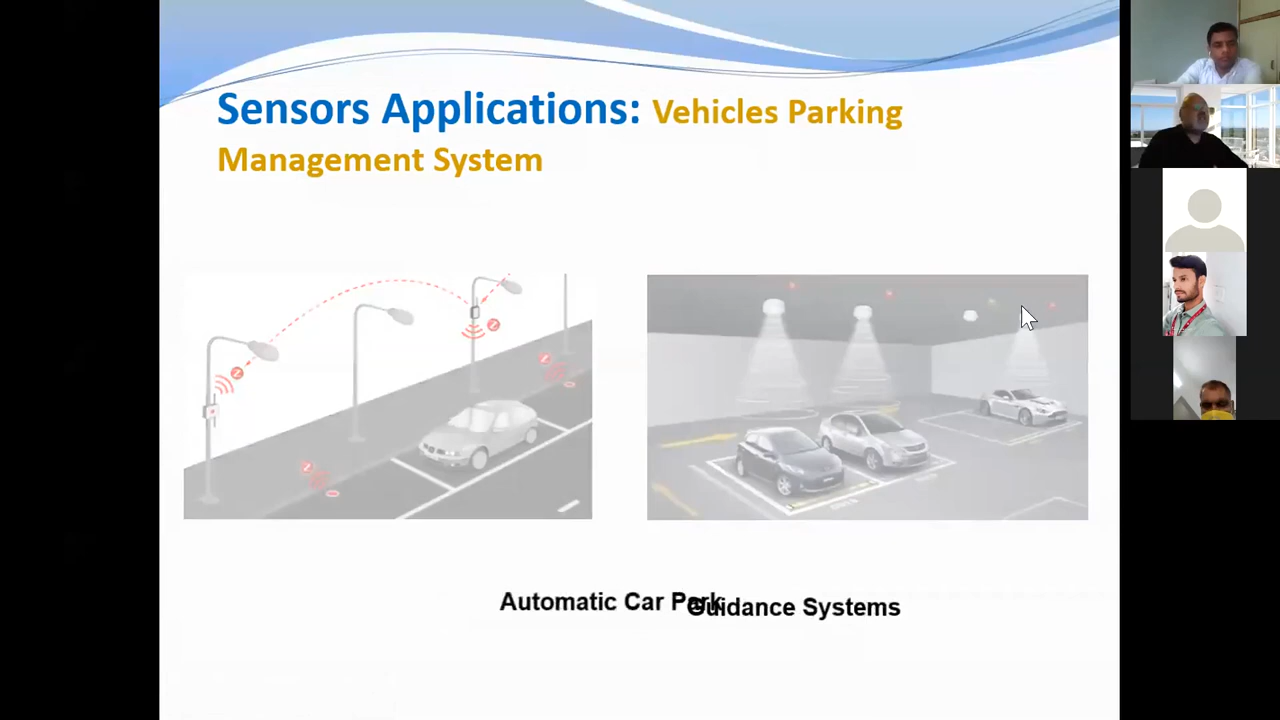 Sensors Applications: Vehicles Parking
Management System
Automatic Car Park
Guidance Systems